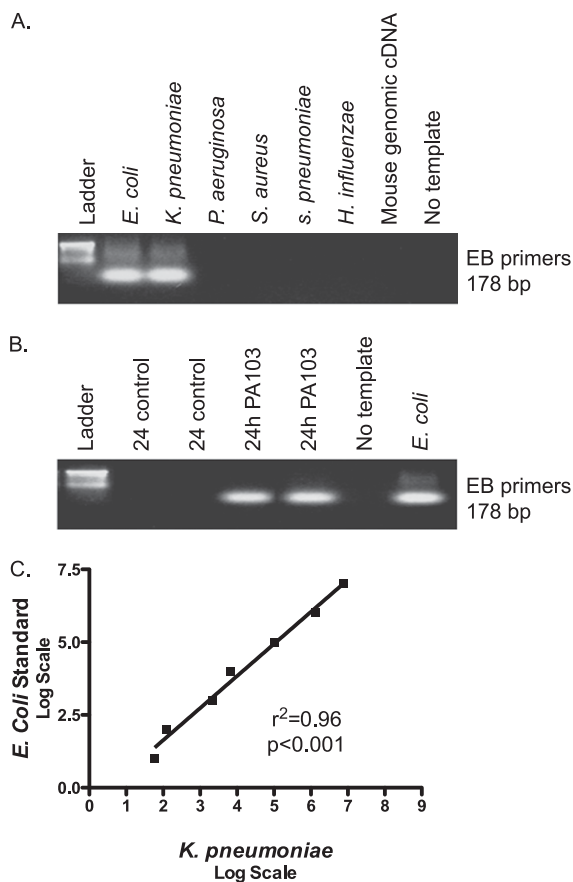 A.
Ladder
E. coli
K. pneumoniae
P. aeruginosa
S. aureus
s. pneumoniae
H. influenzae
Mouse genomic cDNA
No template
EB primers
178 bp
B.
Ladder
24 control
24 control
24h PA103
24h PA103
No template
E. coli
EB primers
178 bp
C.
E. Coli Standard
Log Scale
7.5
5.0
2.5
0.0
r²=0.96
p<0.001
0 1 2 3 4 5 6 7 8 9
K. pneumoniae
Log Scale